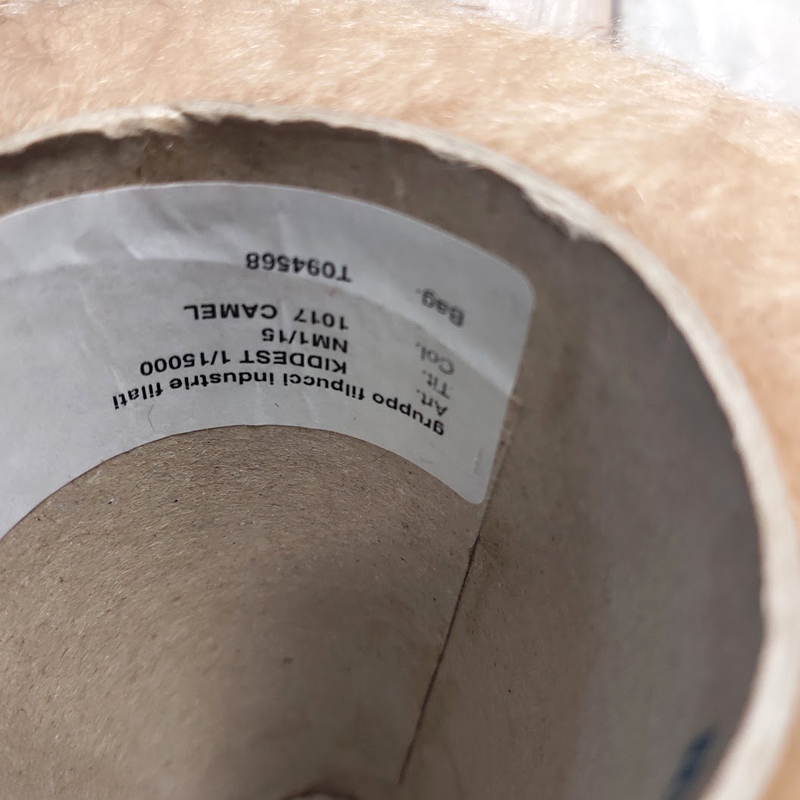 gruppo filpucci industrie filati
Art. KIDDEST 1/15000
Tit. NM1/15
Col. 1017 CAMEL
Bag. T094568